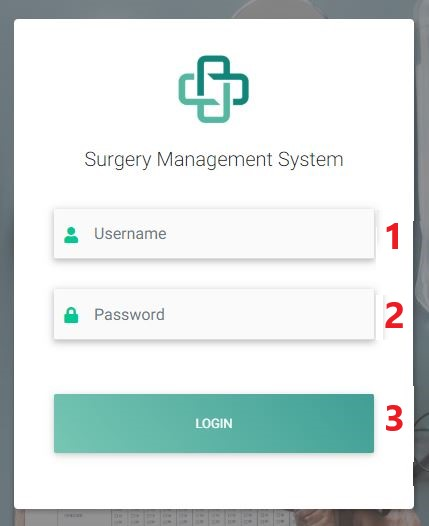 Surgery Management System
Username 1
Password 2
LOGIN 3